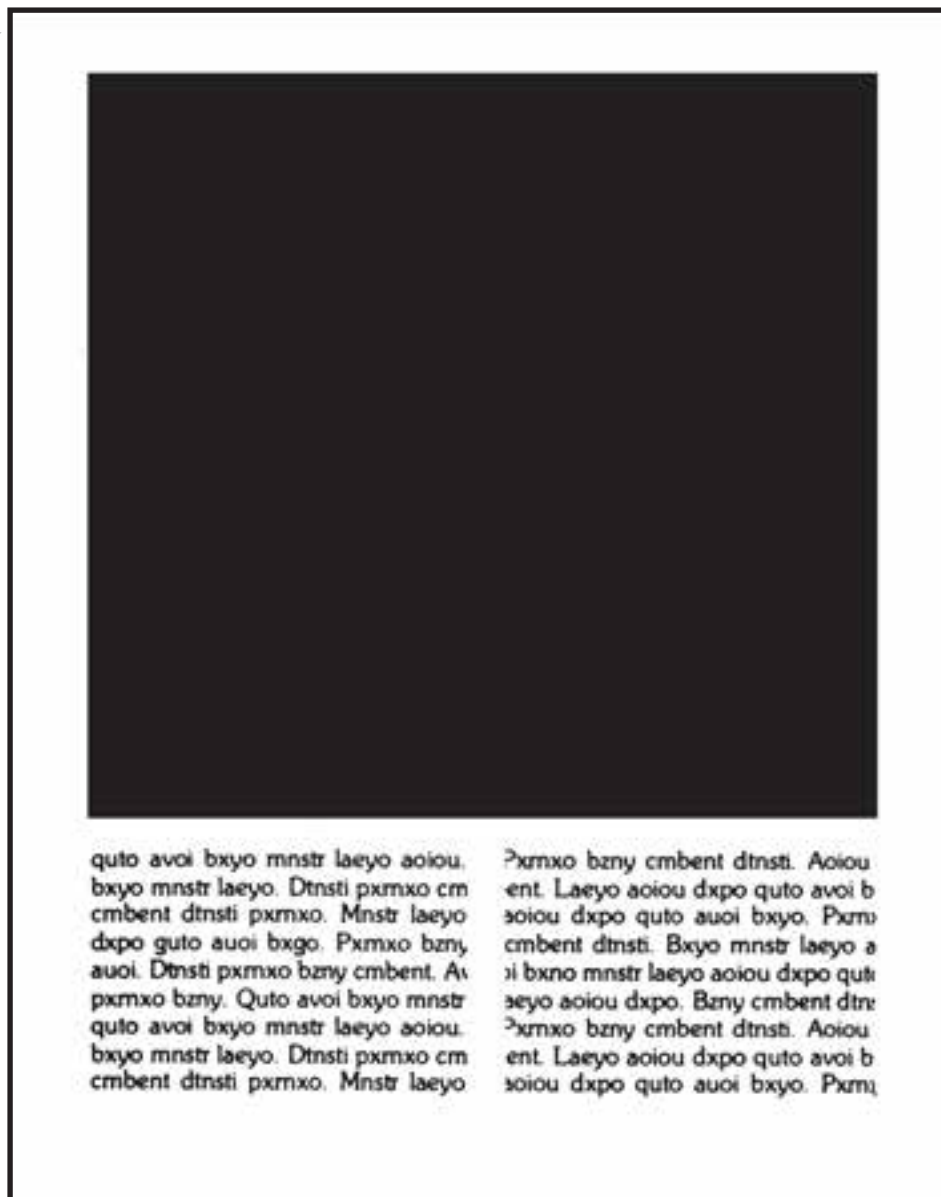 quto avoi bxyo mnstr laeyo aoiou.
bxyo mnstr laeyo. Dtnsti pxmxo cm
cmbent dtnsti pxmxo. Mnstr laeyo
dxpo guto auoi bxgo. Pxmxo bzny
auoi. Dtnsti pxmxo bzny cmbent.
pxmxo bzny. Quto avoi bxyo mnstr
quto avoi bxyo mnstr laeyo aoiou.
bxyo mnstr laeyo. Dtnsti pxmxo cm
cmbent dtnsti pxmxo. Mnstr laeyo
bzny cmbent dtnsti. Aoiou
ent. Laeyo aoiou dxpo quto avoi b
aoiou dxpo quto auoi bxyo.
cmbent dtnsti. Bxyo mnstr laeyo a
bxno mnstr laeyo aoiou dxpo
aeyo aoiou dxpo. Bzny cmbent
bzny cmbent dtnsti. Aoiou
ent. Laeyo aoiou dxpo quto avoi b
aoiou dxpo quto auoi bxyo.